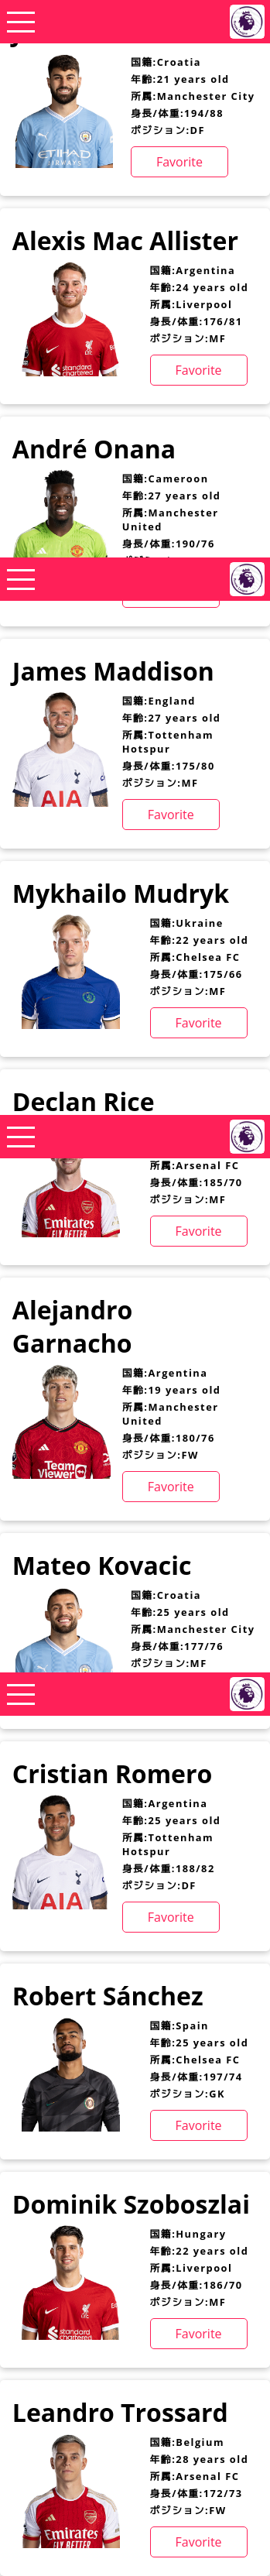 国籍:Croatia
年齢:21 years old
所属:Manchester City
身長/体重:194/88
ポジション:DF
ETIHAD
AIRWAYS
Favorite
Alexis Mac Allister
国籍:Argentina
年齢:24 years old
所属:Liverpool
身長/体重:176/81
ポジション:MF
standard
chartered
Favorite
André Onana
国籍:Cameroon
年齢:27 years old
所属:Manchester
United
身長/体重:190/76
James Maddison
国籍:England
年齢:27 years old
所属:Tottenham
Hotspur
身長/体重:175/80
ポジション:MF
AIA
Favorite
Mykhailo Mudryk
国籍:Ukraine
年齢:22 years old
所属:Chelsea FC
身長/体重:175/66
ポジション:MF
Favorite
Declan Rice
所属:Arsenal FC
身長/体重:185/70
ポジション:MF
Emirates
FLY BETTER
Favorite
Alejandro
Garnacho
国籍:Argentina
年齢:19 years old
所属:Manchester
United
身長/体重:180/76
ポジション:FW
Team
Viewer
Favorite
Mateo Kovacic
国籍:Croatia
年齢:25 years old
所属:Manchester City
身長/体重:177/76
ポジション:MF
Cristian Romero
国籍:Argentina
年齢:25 years old
所属:Tottenham
Hotspur
身長/体重:188/82
ポジション:DF
AIA
Favorite
Robert Sánchez
国籍:Spain
年齢:25 years old
所属:Chelsea FC
身長/体重:197/74
ポジション:GK
Favorite
Dominik Szoboszlai
国籍:Hungary
年齢:22 years old
所属:Liverpool
身長/体重:186/70
ポジション:MF
standard
chartered
Favorite
Leandro Trossard
国籍:Belgium
年齢:28 years old
所属:Arsenal FC
身長/体重:172/73
ポジション:FW
Emirates
FLY BETTER
Favorite